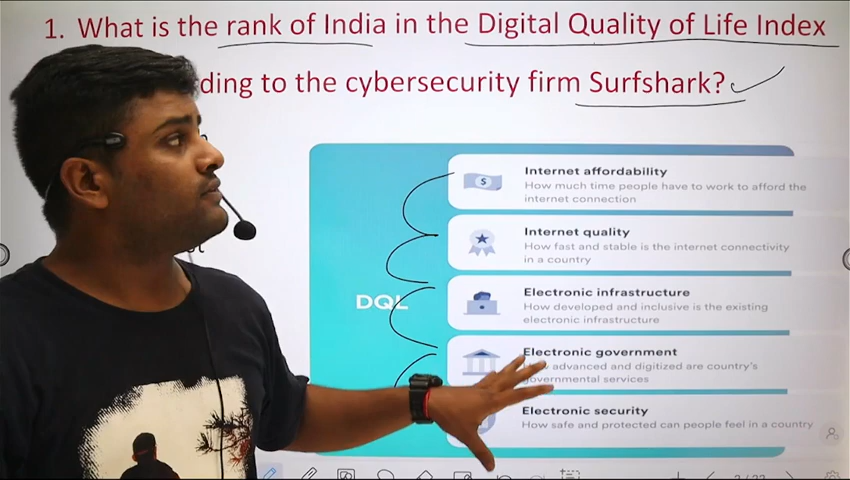 1. What is the rank of India in the Digital Quality of Life Index
ding to the cybersecurity firm Surfshark?
Internet affordability
How much time people have to work to afford the
internet connection
Internet quality
How fast and stable is the internet connectivity
in a country
DQL
Electronic infrastructure
How developed and inclusive is the existing
electronic infrastructure
Electronic government
advanced and digitized are country's
governmental services
Electronic security
How safe and protected can people feel in a country